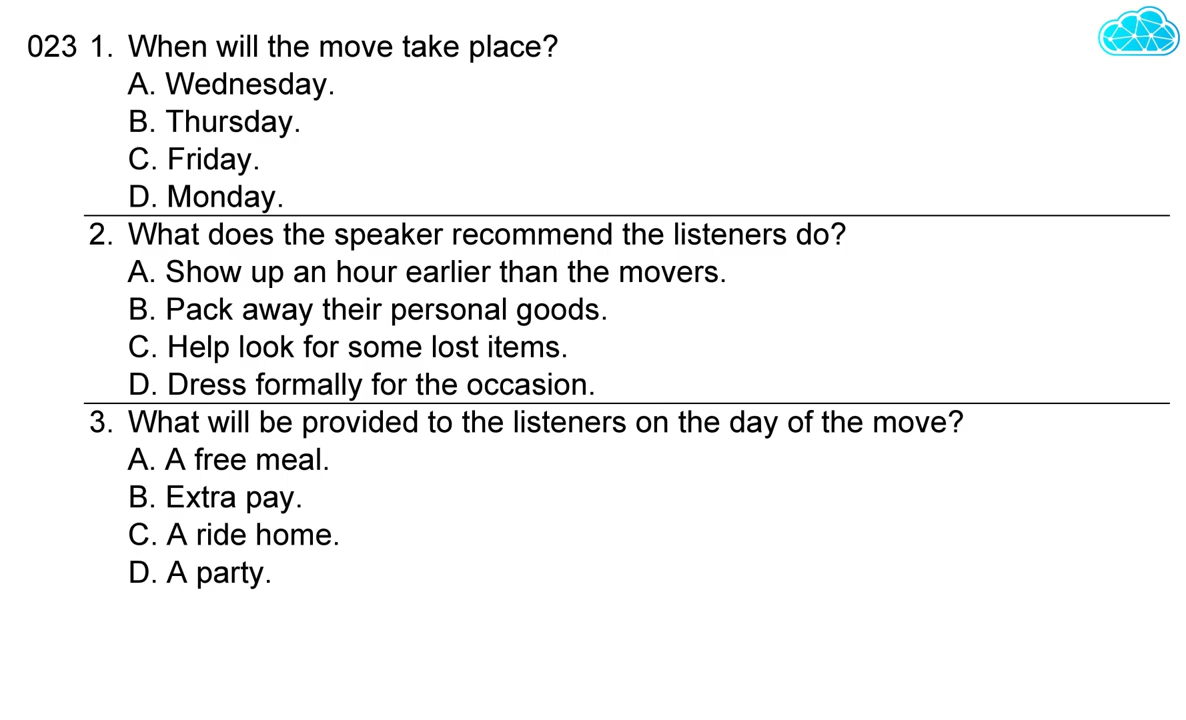 023 1. When will the move take place?
A. Wednesday.
B. Thursday.
C. Friday.
D. Monday.
2. What does the speaker recommend the listeners do?
A. Show up an hour earlier than the movers.
B. Pack away their personal goods.
C. Help look for some lost items.
D. Dress formally for the occasion.
3. What will be provided to the listeners on the day of the move?
A. A free meal.
B. Extra pay.
C. A ride home.
D. A party.